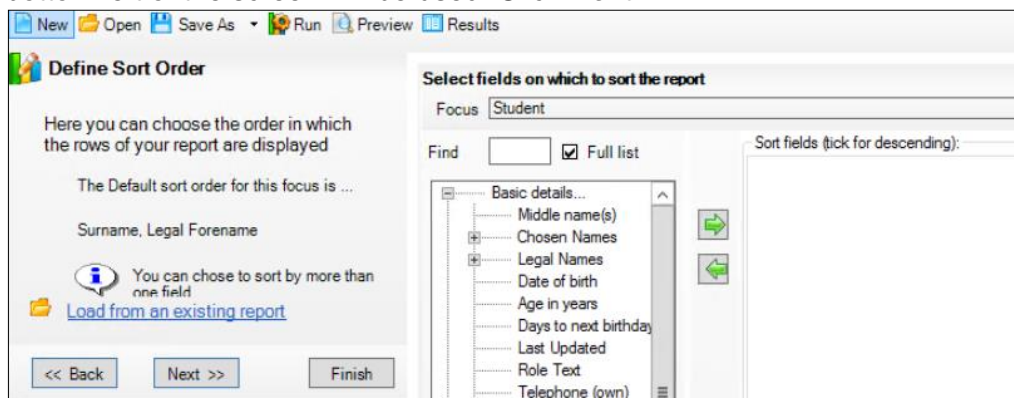 New Open Save As Run Preview Results
Define Sort Order
Here you can choose the order in which
the rows of your report are displayed
The Default sort order for this focus is ...
Surname, Legal Forename
You can chose to sort by more than
one field
Load from an existing report
<< Back Next >> Finish
Select fields on which to sort the report
Focus Student
Find Full list
Basic details...
Middle name(s)
Chosen Names
Legal Names
Date of birth
Age in years
Days to next birthday
Last Updated
Role Text
Telephone (own)
Sort fields (tick for descending):